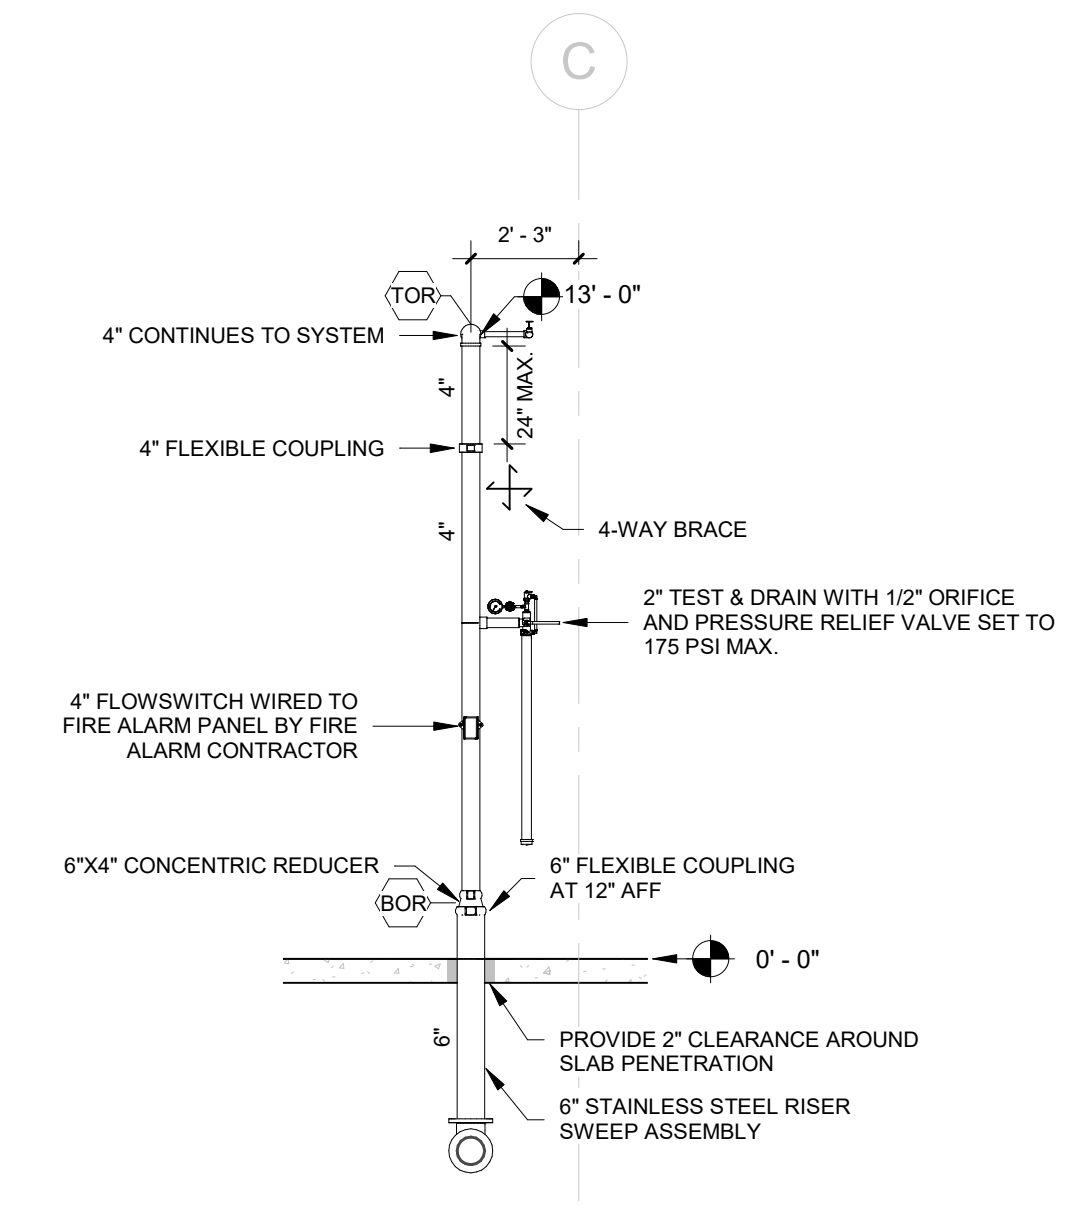 C
2' - 3"
TOR
13' - 0"
4" CONTINUES TO SYSTEM
4"
24" MAX.
4" FLEXIBLE COUPLING
4"
4-WAY BRACE
2" TEST & DRAIN WITH 1/2" ORIFICE
AND PRESSURE RELIEF VALVE SET TO
175 PSI MAX.
4" FLOWSWITCH WIRED TO
FIRE ALARM PANEL BY FIRE
ALARM CONTRACTOR
6"X4" CONCENTRIC REDUCER
6" FLEXIBLE COUPLING
AT 12" AFF
BOR
0' - 0"
6"
PROVIDE 2" CLEARANCE AROUND
SLAB PENETRATION
6" STAINLESS STEEL RISER
SWEEP ASSEMBLY